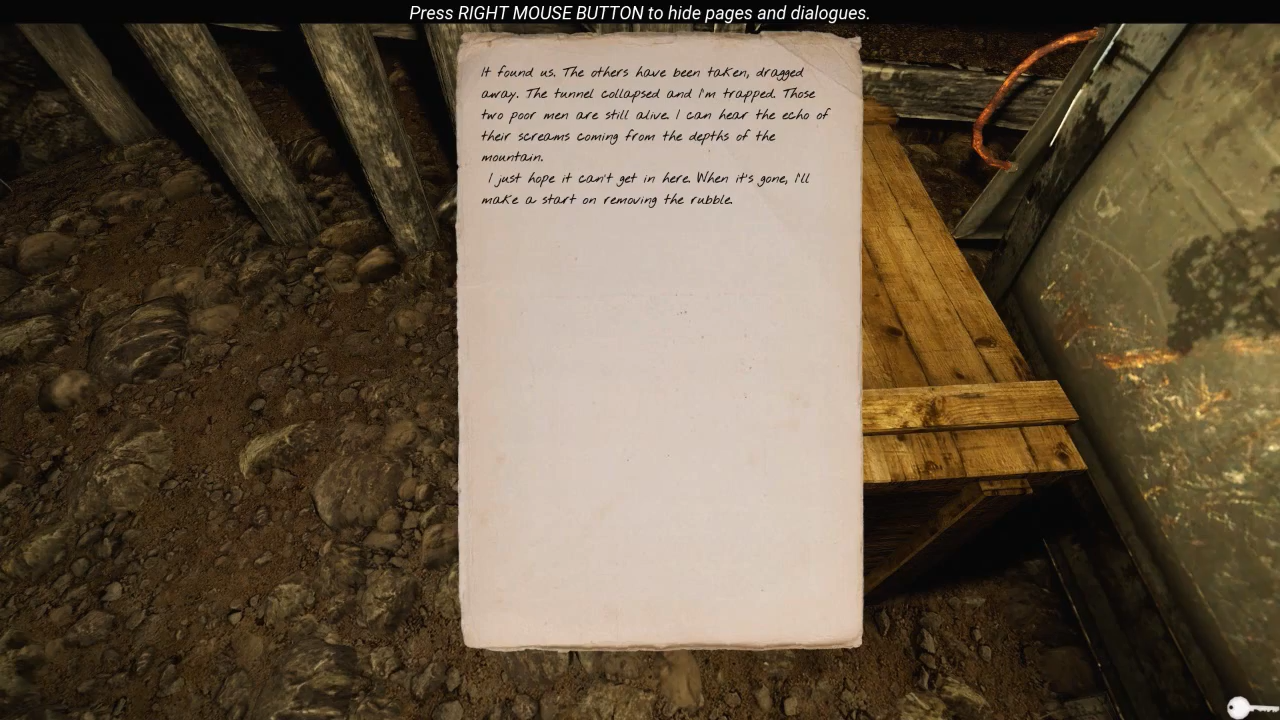 Press RIGHT MOUSE BUTTON to hide pages and dialogues.
It found us. The others have been taken, dragged
away. The tunnel collapsed and I'm trapped. Those
two poor men are still alive. I can hear the echo of
their screams coming from the depths of the
mountain.
I just hope it can't get in here. When it's gone, I'll
make a start on removing the rubble.